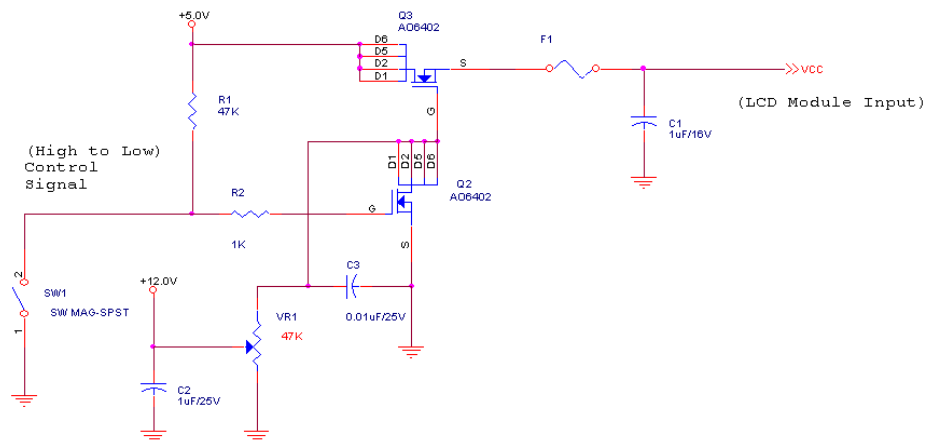 +5.0V
Q3
AO6402
D6
D5
D2
D1
S
G
F1
VCC
(LCD Module Input)
C1
1uF/16V
R1
47K
(High to Low)
Control
Signal
R2
1K
G
D1
D2
D5
D6
Q2
AO6402
S
2
SW1
SW MAG-SPST
1
+12.0V
C3
0.01uF/25V
VR1
47K
C2
1uF/25V